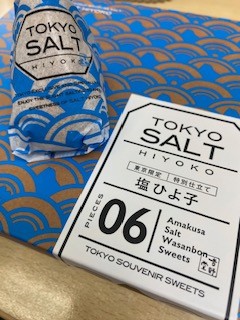 TOKYO
SALT
HIYOKO
TOKYO
SALT
HIYOKO
東京限定 特別仕立て
塩ひよ子
PIECES
06
Amakusa
Salt
Wasanbon
Sweets
TOKYO SOUVENIR SWEETS